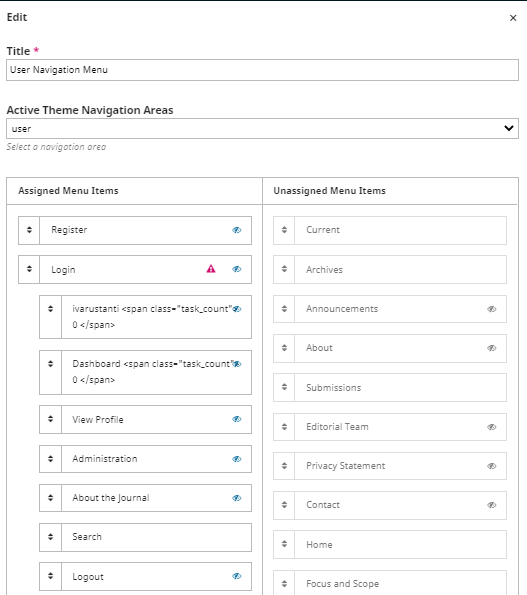 Edit
×
Title *
User Navigation Menu
Active Theme Navigation Areas
user
Select a navigation area
Assigned Menu Items
Register
Login
ivarustanti <span class="task_count"
0 </span>
Dashboard <span class="task_count"
0 </span>
View Profile
Administration
About the Journal
Search
Logout
Unassigned Menu Items
Current
Archives
Announcements
About
Submissions
Editorial Team
Privacy Statement
Contact
Home
Focus and Scope